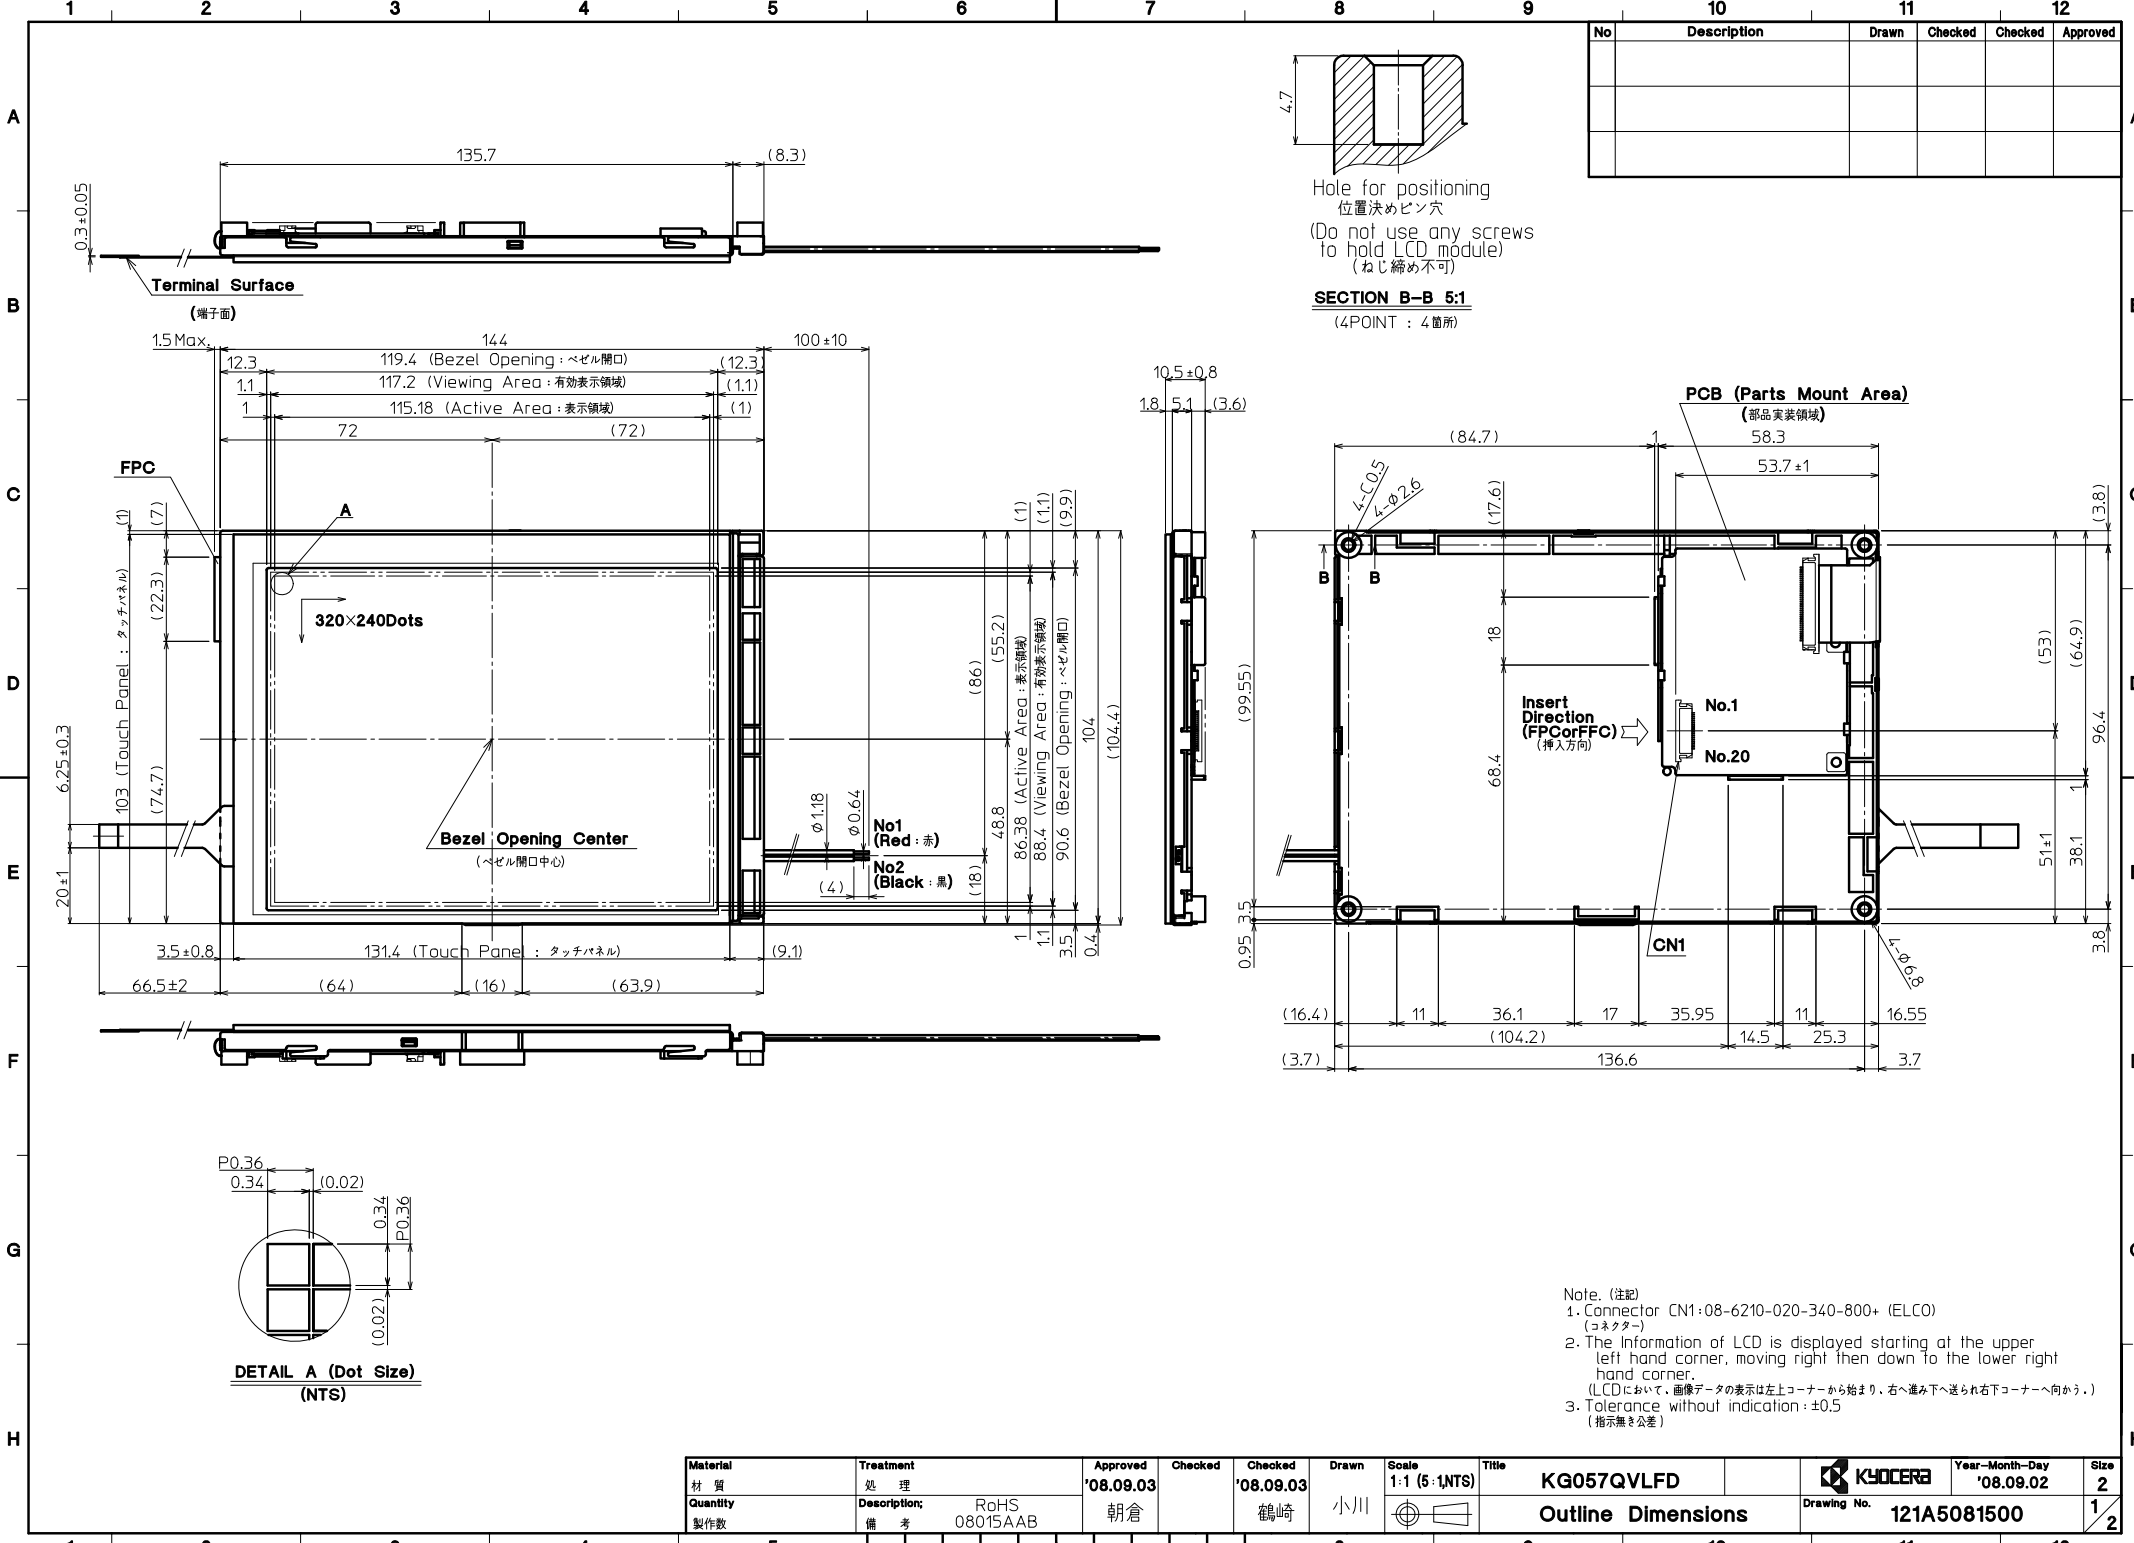 1 2 3 4 5 6 7 8 9 10 11 12
No Description Drawn Checked Checked Approved
A
B
C
D
E
F
G
H
135.7
(8.3)
0.3±0.05
Terminal Surface
(端子面)
4.7
Hole for positioning
位置決めピン穴
(Do not use any screws
to hold LCD module)
(ねじ締め不可)
SECTION B-B 5:1
(4POINT : 4箇所)
1.5Max.
144
100±10
12.3
119.4 (Bezel Opening:ベゼル開口)
(12.3)
1.1
117.2 (Viewing Area:有効表示領域)
(1.1)
1
115.18 (Active Area:表示領域)
(1)
72
(72)
FPC
A
320×240Dots
(1)
(7)
(22.3)
103 (Touch Panel : タッチパネル)
(74.7)
6.25±0.3
20±1
Bezel Opening Center
(ベゼル開口中心)
3.5±0.8
131.4 (Touch Panel : タッチパネル)
(9.1)
66.5±2
(64)
(16)
(63.9)
(1)
(1.1)
(9.9)
(86)
(55.2)
86.38 (Active Area:表示領域)
88.4 (Viewing Area:有効表示領域)
90.6 (Bezel Opening:ベゼル開口)
104
(104.4)
48.8
(18)
1
1.1
3.5
0.4
Ø1.18
Ø0.64
No1
(Red:赤)
No2
(Black:黒)
(4)
10.5±0.8
1.8
5.1
(3.6)
PCB (Parts Mount Area)
(部品実装領域)
(84.7)
1
58.3
53.7±1
4-C0.5
4-Ø2.6
(17.6)
(3.8)
B
B
18
(99.55)
(53)
(64.9)
96.4
Insert
Direction
(FPCorFFC)
(挿入方向)
No.1
No.20
68.4
1
51±1
38.1
3.5
0.95
CN1
3.8
4-Ø6.8
(16.4)
11
36.1
17
35.95
11
16.55
(104.2)
14.5
25.3
(3.7)
136.6
3.7
P0.36
0.34
(0.02)
0.34
P0.36
(0.02)
DETAIL A (Dot Size)
(NTS)
Note. (注記)
1. Connector CN1:08-6210-020-340-800+ (ELCO)
(コネクター)
2. The Information of LCD is displayed starting at the upper
left hand corner, moving right then down to the lower right
hand corner.
(LCDにおいて、画像データの表示は左上コーナーから始まり、右へ進み下へ送られ右下コーナーへ向かう。)
3. Tolerance without indication:±0.5
(指示無き公差)
Material
材 質
Treatment
処 理
Quantity
製作数
Description;
備 考
RoHS
08015AAB
Approved
'08.09.03
朝倉
Checked
Checked
'08.09.03
鶴崎
Drawn
小川
Scale
1:1 (5:1,NTS)
Title
KG057QVLFD
Outline Dimensions
KYOCERA
Year-Month-Day
'08.09.02
Drawing No.
121A5081500
Size
2
1/2